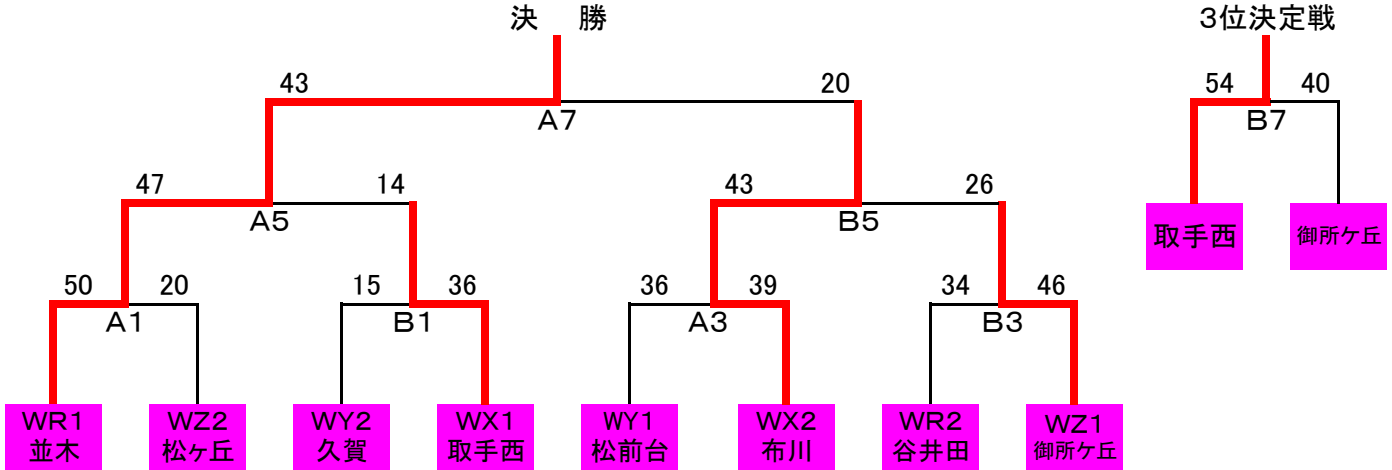 決 勝
3位決定戦
43 20
54 40
A7
B7
47 14 43 26
A5 B5
取手西 御所ケ丘
50 20 15 36 36 39 34 46
A1 B1 A3 B3
WR1 WZ2 WY2 WX1 WY1 WX2 WR2 WZ1
並木 松ヶ丘 久賀 取手西 松前台 布川 谷井田 御所ケ丘